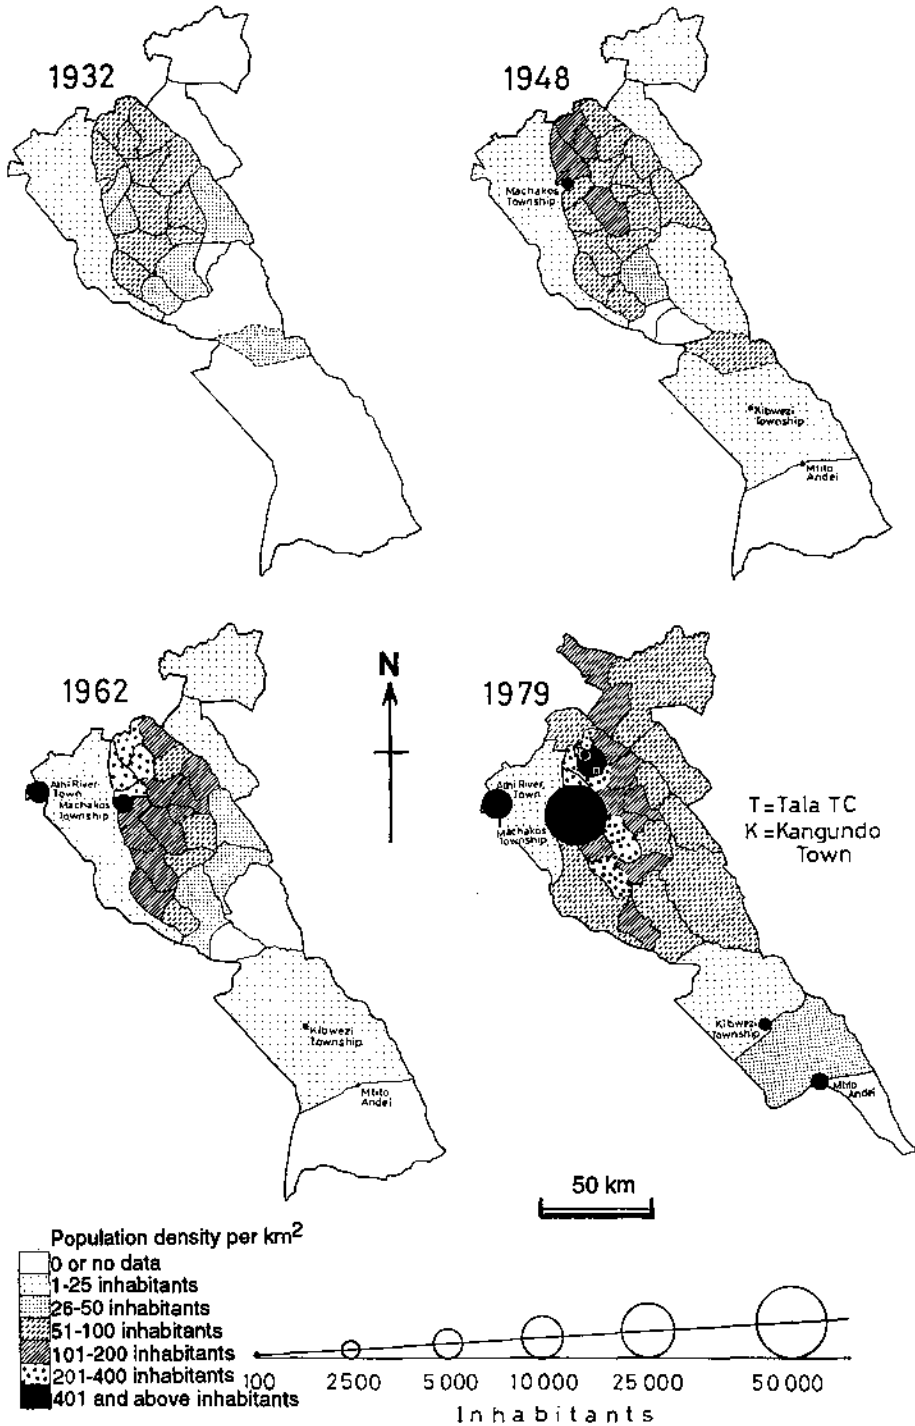 1932
1948
Machakos
Township
Kibwezi
Township
Mtito
Andei
1962
N
1979
Athi River
Town
Machakos
Township
Kibwezi
Township
Mtito
Andei
Athi River
Town
Machakos
Township
T=Tala TC
K=Kangundo
Town
Kibwezi
Township
Mtito
Andei
50 km
Population density per km²
0 or no data
1-25 inhabitants
26-50 inhabitants
51-100 inhabitants
101-200 inhabitants
201-400 inhabitants
401 and above inhabitants
100 2500 5000 10000 25000 50000
Inhabitants